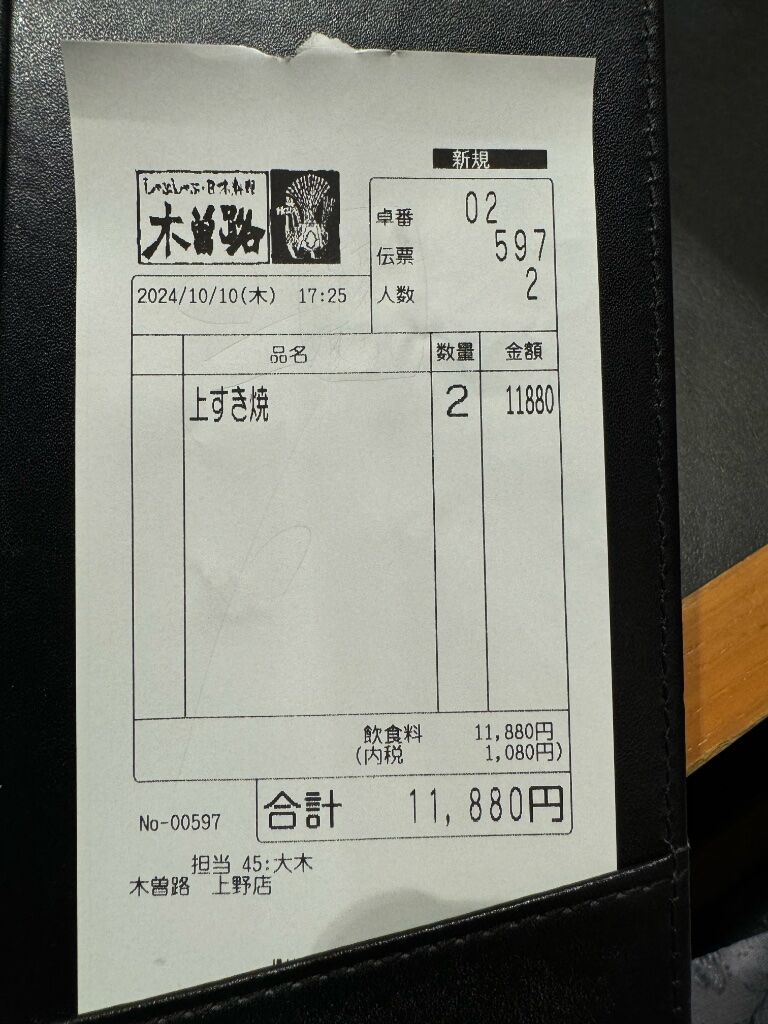 新規
しゃぶしゃぶ・日本料理
木曽路
卓番 02
伝票 597
人数 2
2024/10/10(木) 17:25
品名 数量 金額
上すき焼 2 11880
飲食料 11,880円
(内税 1,080円)
No-00597
合計 11,880円
担当 45:大木
木曽路 上野店